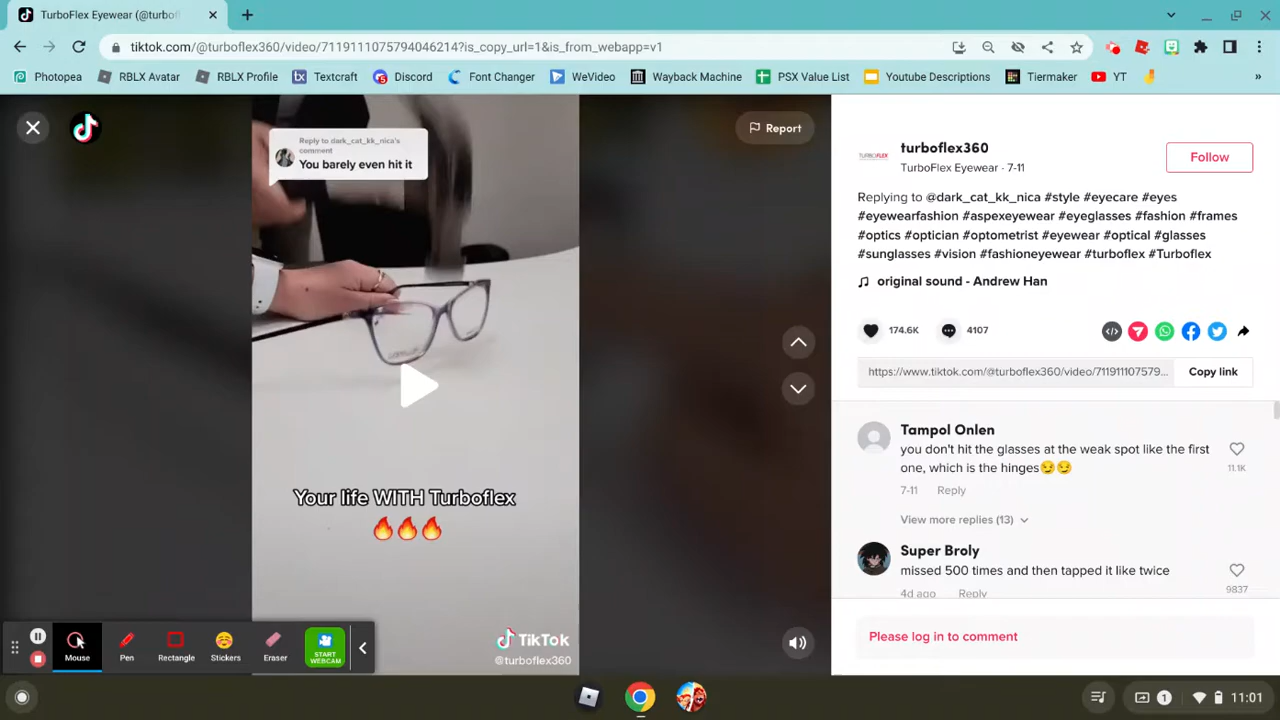 TurboFlex Eyewear (@turbof
tiktok.com/@turboflex360/video/7119111075794046214?is_copy_url=1&is_from_webapp=v1
Photopea
RBLX Avatar
RBLX Profile
bx Textcraft
5 Discord
Font Changer
WeVideo
Wayback Machine
PSX Value List
Youtube Descriptions
Tiermaker
YT
»
Reply to dark_cat_kk_nica's
comment
You barely even hit it
Report
Your life WITH Turboflex
🔥🔥🔥
TikTok
@turboflex360
TURBOFLEX
turboflex360
TurboFlex Eyewear · 7-11
Follow
Replying to @dark_cat_kk_nica #style #eyecare #eyes
#eyewearfashion #aspexeyewear #eyeglasses #fashion #frames
#optics #optician #optometrist #eyewear #optical #glasses
#sunglasses #vision #fashioneyewear #turboflex #Turboflex
original sound - Andrew Han
174.6K
4107
https://www.tiktok.com/@turboflex360/video/711911107579...
Copy link
Tampol Onlen
you don't hit the glasses at the weak spot like the first
one, which is the hinges😏😏
11.1K
7-11 Reply
View more replies (13)
Super Broly
missed 500 times and then tapped it like twice
9837
4d ago Reply
Please log in to comment
Mouse
Pen
Rectangle
Stickers
Eraser
START
WEBCAM
1
11:01